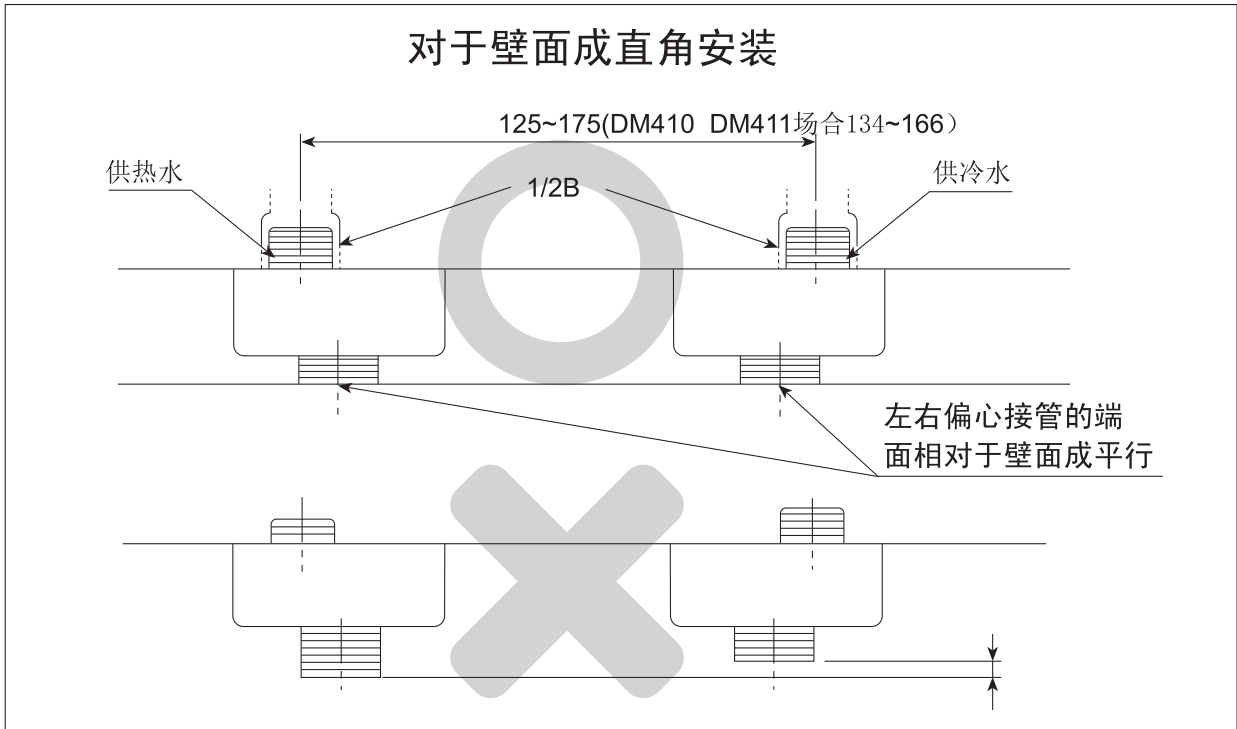 对于壁面成直角安装
125~175(DM410 DM411场合134~166）
供热水
供冷水
1/2B
左右偏心接管的端
面相对于壁面成平行